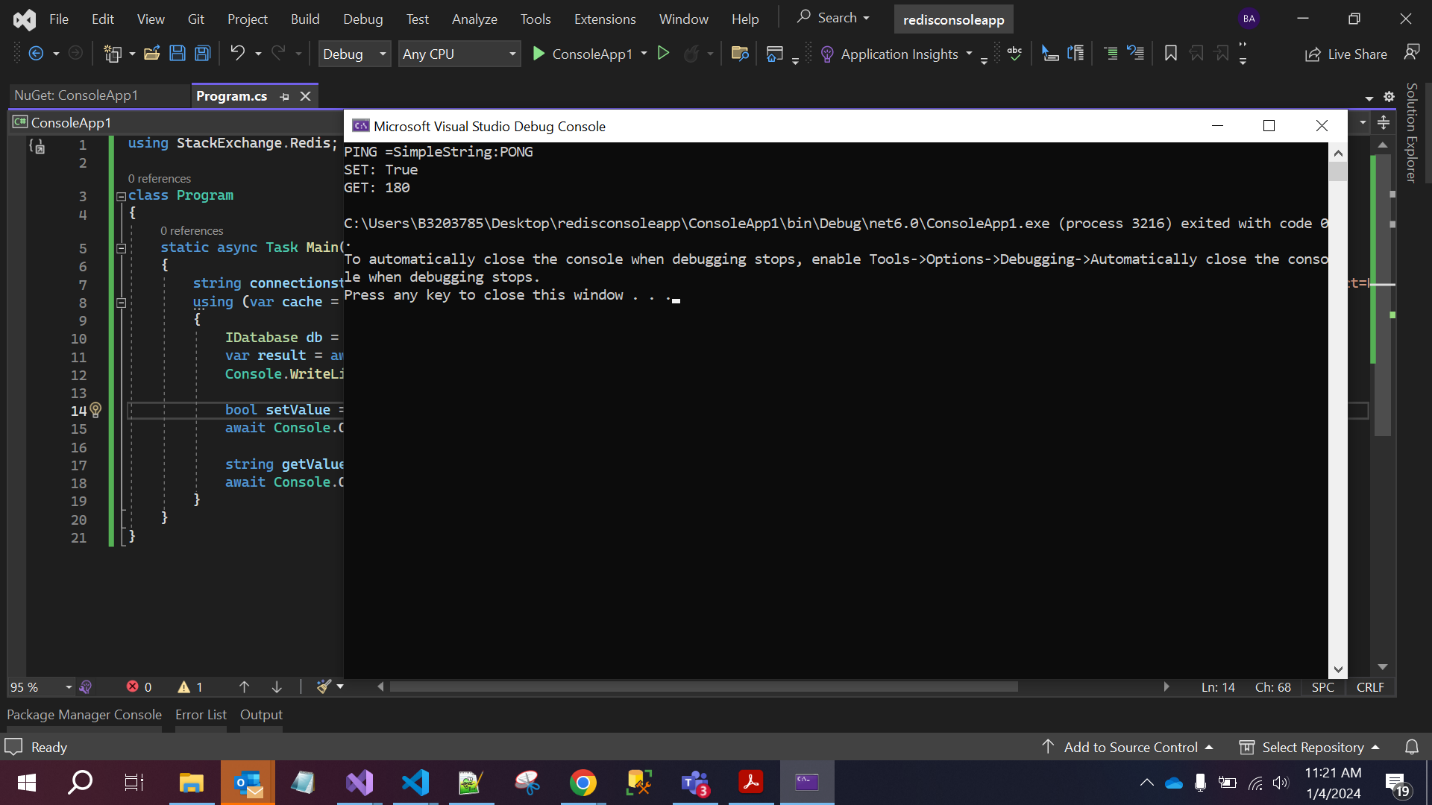 File Edit View Git Project Build Debug Test Analyze Tools Extensions Window Help Search redisconsoleapp BA
Debug Any CPU ConsoleApp1 Application Insights abc Live Share
NuGet: ConsoleApp1 Program.cs
Solution Explorer
C# ConsoleApp1
Microsoft Visual Studio Debug Console
PING =SimpleString:PONG
SET: True
GET: 180
C:\Users\B3203785\Desktop\redisconsoleapp\ConsoleApp1\bin\Debug\net6.0\ConsoleApp1.exe (process 3216) exited with code 0
.
To automatically close the console when debugging stops, enable Tools->Options->Debugging->Automatically close the conso
le when debugging stops.
Press any key to close this window . . .
1 using StackExchange.Redis;
2
0 references
3 class Program
4 {
0 references
5 static async Task Main(
6 {
7 string connectionst
8 using (var cache =
9 {
10 IDatabase db =
11 var result = aw
12 Console.WriteLi
13
14 bool setValue =
15 await Console.O
16
17 string getValue
18 await Console.O
19 }
20 }
21 }
95 % 0 1 Ln: 14 Ch: 68 SPC CRLF
Package Manager Console Error List Output
Ready Add to Source Control Select Repository
3
11:21 AM
1/4/2024
19